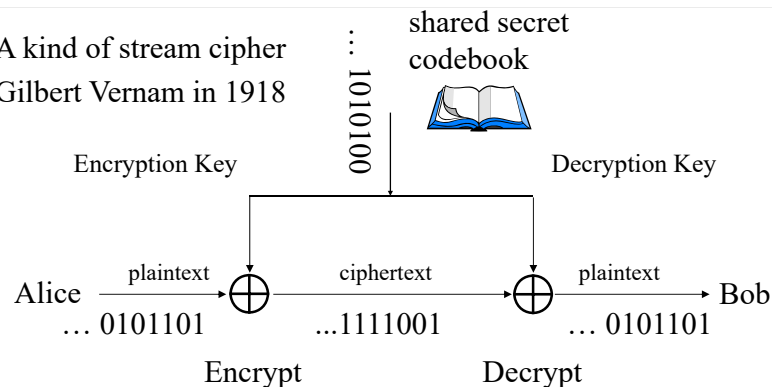 A kind of stream cipher
Gilbert Vernam in 1918
… 1010100
shared secret
codebook
Encryption Key
Decryption Key
Alice
plaintext
ciphertext
plaintext
Bob
… 0101101
...1111001
… 0101101
Encrypt
Decrypt